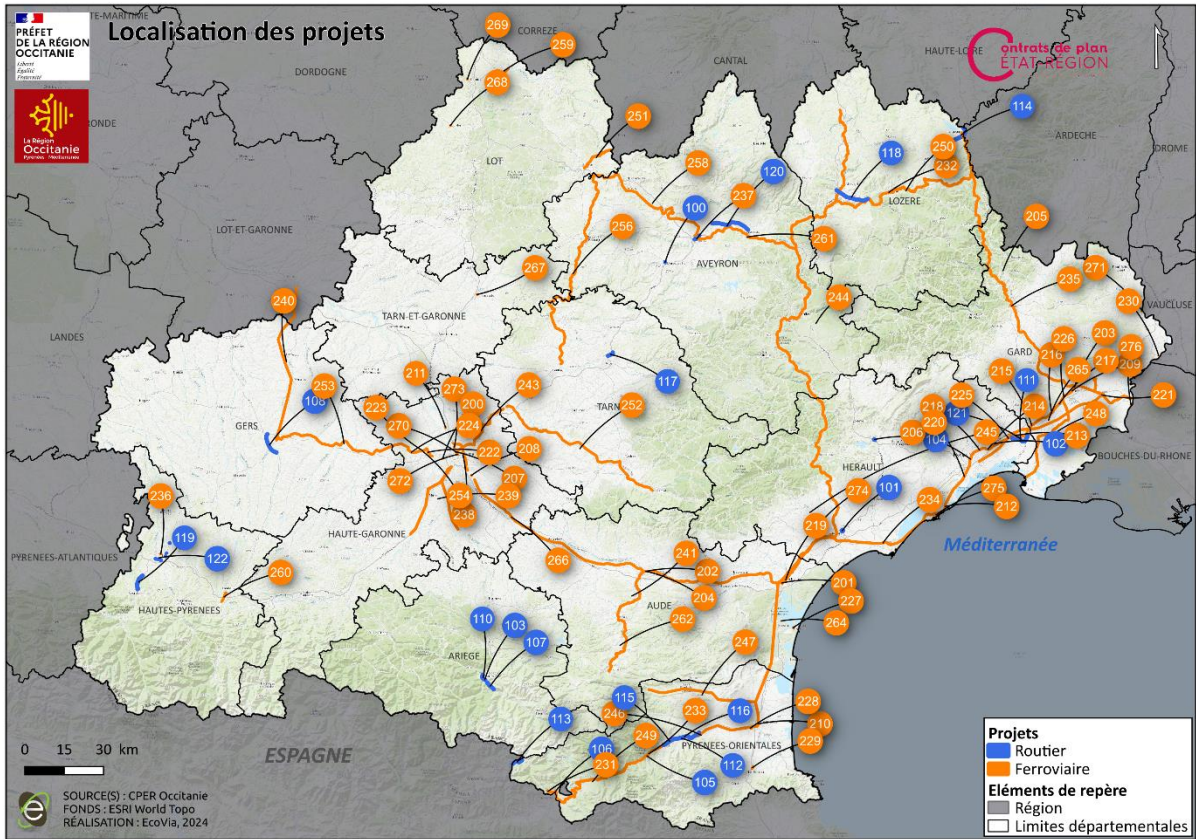 Localisation des projets
PRÉFET
DE LA RÉGION
OCCITANIE
Liberté
Égalité
Fraternité
La Région
Occitanie
Pyrénées Méditerranée
Contrats de plan
ÉTAT-RÉGION
TE-MARITIME
CORREZE
DORDOGNE
CANTAL
HAUTE-LOIRE
ARDECHE
DROME
RONDE
LOT
LOT-ET-GARONNE
LOZERE
AVEYRON
TARN-ET-GARONNE
LANDES
VAUCLUSE
GARD
GERS
TARN
HERAULT
BOUCHES-DU-RHONE
HAUTE-GARONNE
PYRENEES-ATLANTIQUES
HAUTES-PYRENEES
Méditerranée
AUDE
ARIEGE
PYRENEES-ORIENTALES
ESPAGNE
269
259
268
251
114
258
120
118
250
232
237
100
205
256
261
267
235
271
244
230
240
226
203
216
276
211
273
215
111
265
217
209
253
108
243
200
223
218
225
214
221
117
252
270
224
220
121
248
206
104
245
102
213
222
208
272
207
274
101
275
236
254
239
234
212
238
219
119
122
241
266
260
202
201
204
227
110
103
262
264
107
247
115
228
246
233
116
113
210
249
229
106
231
112
105
0 15 30 km
SOURCE(S) : CPER Occitanie
FONDS : ESRI World Topo
RÉALISATION : EcoVia, 2024
Projets
Routier
Ferroviaire
Eléments de repère
Région
Limites départementales